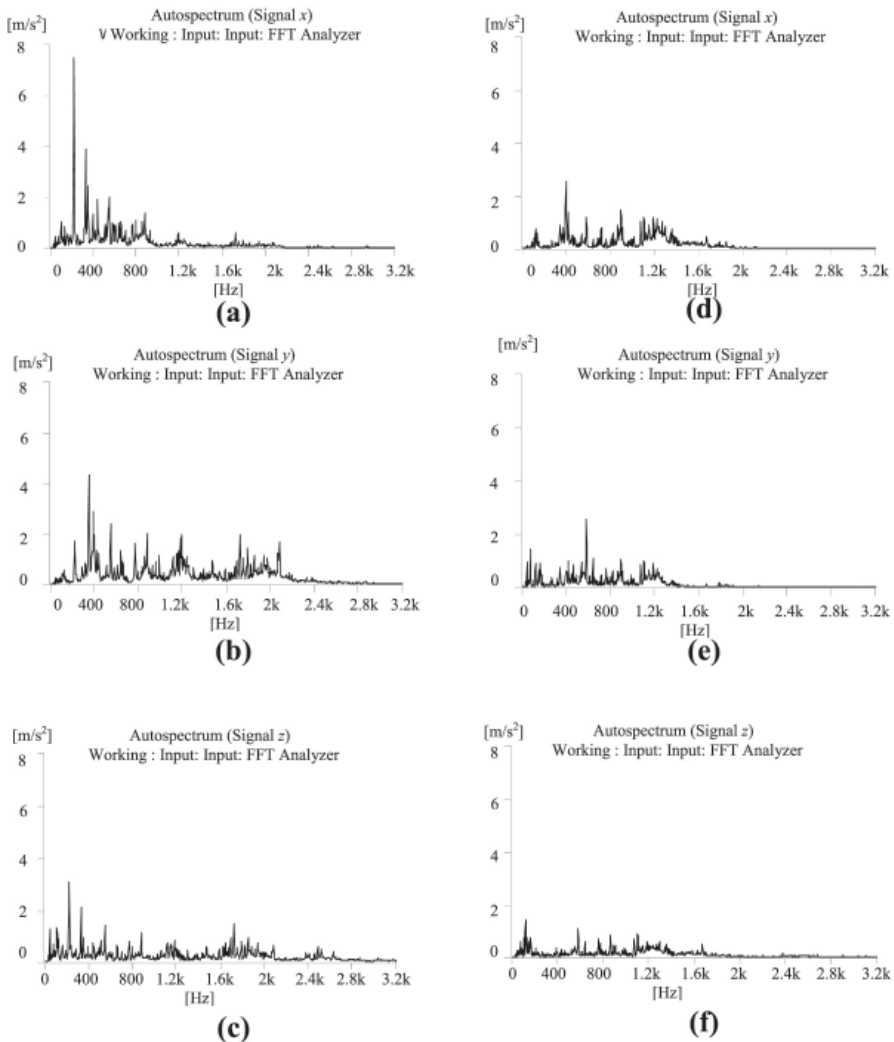 [m/s²]
Autospectrum (Signal x)
\/ Working : Input: Input: FFT Analyzer
8
6
4
2
0
0 400 800 1.2k 1.6k 2k 2.4k 2.8k 3.2k
[Hz]
(a)
[m/s²]
Autospectrum (Signal x)
Working : Input: Input: FFT Analyzer
8
6
4
2
0
0 400 800 1.2k 1.6k 2k 2.4k 2.8k 3.2k
[Hz]
(d)
[m/s²]
Autospectrum (Signal y)
Working : Input: Input: FFT Analyzer
8
6
4
2
0
0 400 800 1.2k 1.6k 2k 2.4k 2.8k 3.2k
[Hz]
(b)
[m/s²]
Autospectrum (Signal y)
Working : Input: Input: FFT Analyzer
8
6
4
2
0
0 400 800 1.2k 1.6k 2k 2.4k 2.8k 3.2k
[Hz]
(e)
[m/s²]
Autospectrum (Signal z)
Working : Input: Input: FFT Analyzer
8
6
4
2
0
0 400 800 1.2k 1.6k 2k 2.4k 2.8k 3.2k
[Hz]
(c)
[m/s²]
Autospectrum (Signal z)
Working : Input: Input: FFT Analyzer
8
6
4
2
0
0 400 800 1.2k 1.6k 2k 2.4k 2.8k 3.2k
[Hz]
(f)